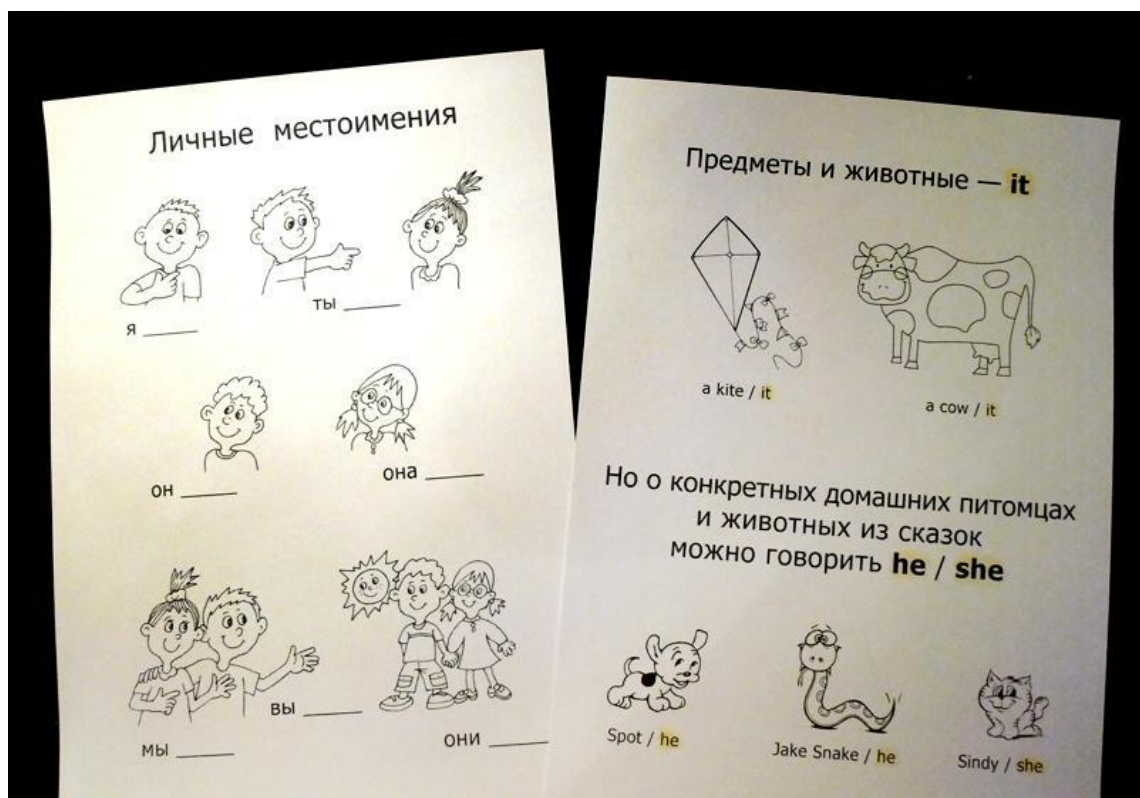 Личные местоимения
я ______
ты ______
он ______
она ______
мы ______
вы ______
они ______
Предметы и животные — it
a kite / it
a cow / it
Но о конкретных домашних питомцах
и животных из сказок
можно говорить he / she
Spot / he
Jake Snake / he
Sindy / she